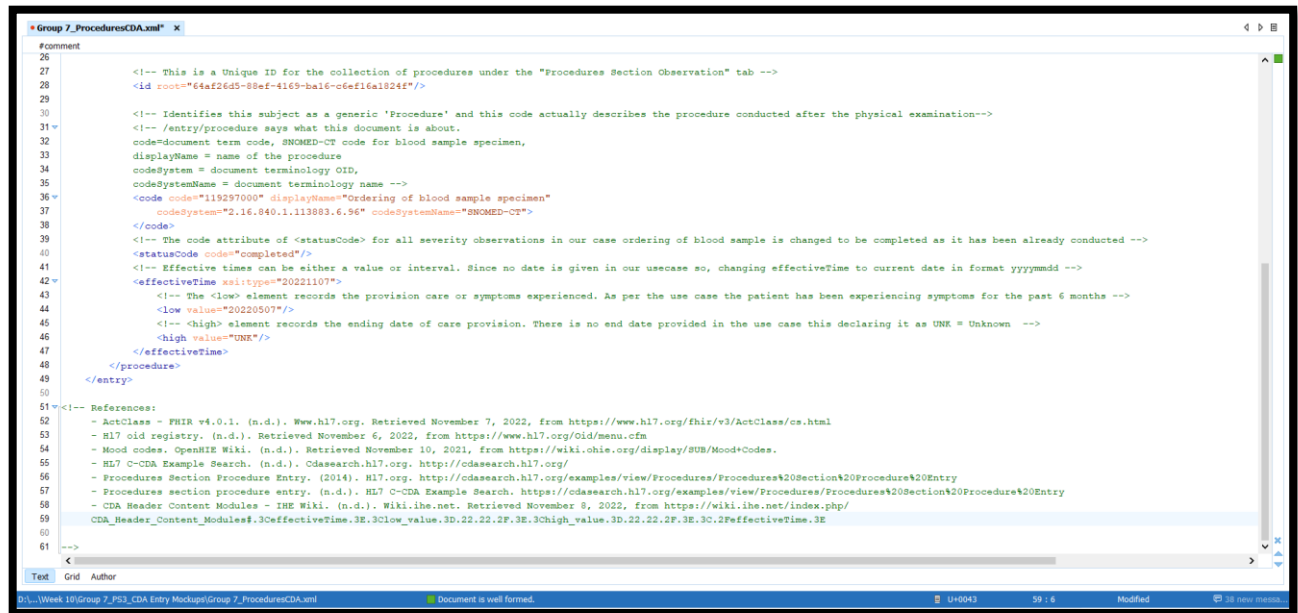 Group 7_ProceduresCDA.xml* ×
#comment
26
27 <!-- This is a Unique ID for the collection of procedures under the "Procedures Section Observation" tab -->
28 <id root="64af26d5-88ef-4169-ba16-c6ef16a1824f"/>
29
30 <!-- Identifies this subject as a generic 'Procedure' and this code actually describes the procedure conducted after the physical examination-->
31 <!-- /entry/procedure says what this document is about.
32 code=document term code, SNOMED-CT code for blood sample specimen,
33 displayName = name of the procedure
34 codeSystem = document terminology OID,
35 codeSystemName = document terminology name -->
36 <code code="119297000" displayName="Ordering of blood sample specimen"
37 codeSystem="2.16.840.1.113883.6.96" codeSystemName="SNOMED-CT">
38 </code>
39 <!-- The code attribute of <statusCode> for all severity observations in our case ordering of blood sample is changed to be completed as it has been already conducted -->
40 <statusCode code="completed"/>
41 <!-- Effective times can be either a value or interval. Since no date is given in our usecase so, changing effectiveTime to current date in format yyyymmdd -->
42 <effectiveTime xsi:type="20221107">
43 <!-- The <low> element records the provision care or symptoms experienced. As per the use case the patient has been experiencing symptoms for the past 6 months -->
44 <low value="20220507"/>
45 <!-- <high> element records the ending date of care provision. There is no end date provided in the use case this declaring it as UNK = Unknown -->
46 <high value="UNK"/>
47 </effectiveTime>
48 </procedure>
49 </entry>
50
51 <!-- References:
52 - ActClass - FHIR v4.0.1. (n.d.). Www.hl7.org. Retrieved November 7, 2022, from https://www.hl7.org/fhir/v3/ActClass/cs.html
53 - Hl7 oid registry. (n.d.). Retrieved November 6, 2022, from https://www.hl7.org/Oid/menu.cfm
54 - Mood codes. OpenHIE Wiki. (n.d.). Retrieved November 10, 2021, from https://wiki.ohie.org/display/SUB/Mood+Codes.
55 - HL7 C-CDA Example Search. (n.d.). Cdasearch.hl7.org. http://cdasearch.hl7.org/
56 - Procedures Section Procedure Entry. (2014). Hl7.org. http://cdasearch.hl7.org/examples/view/Procedures/Procedures%20Section%20Procedure%20Entry
57 - Procedures section procedure entry. (n.d.). HL7 C-CDA Example Search. https://cdasearch.hl7.org/examples/view/Procedures/Procedures%20Section%20Procedure%20Entry
58 - CDA Header Content Modules - IHE Wiki. (n.d.). Wiki.ihe.net. Retrieved November 8, 2022, from https://wiki.ihe.net/index.php/
59 CDA_Header_Content_Modules#.3CeffectiveTime.3E.3Clow_value.3D.22.22.2F.3E.3Chigh_value.3D.22.22.2F.3E.3C.2FeffectiveTime.3E
60
61 -->
Text Grid Author
D:\...\Week 10\Group 7_PS3_CDA Entry Mockups\Group 7_ProceduresCDA.xml Document is well formed. U+0043 59 : 6 Modified 38 new messa...